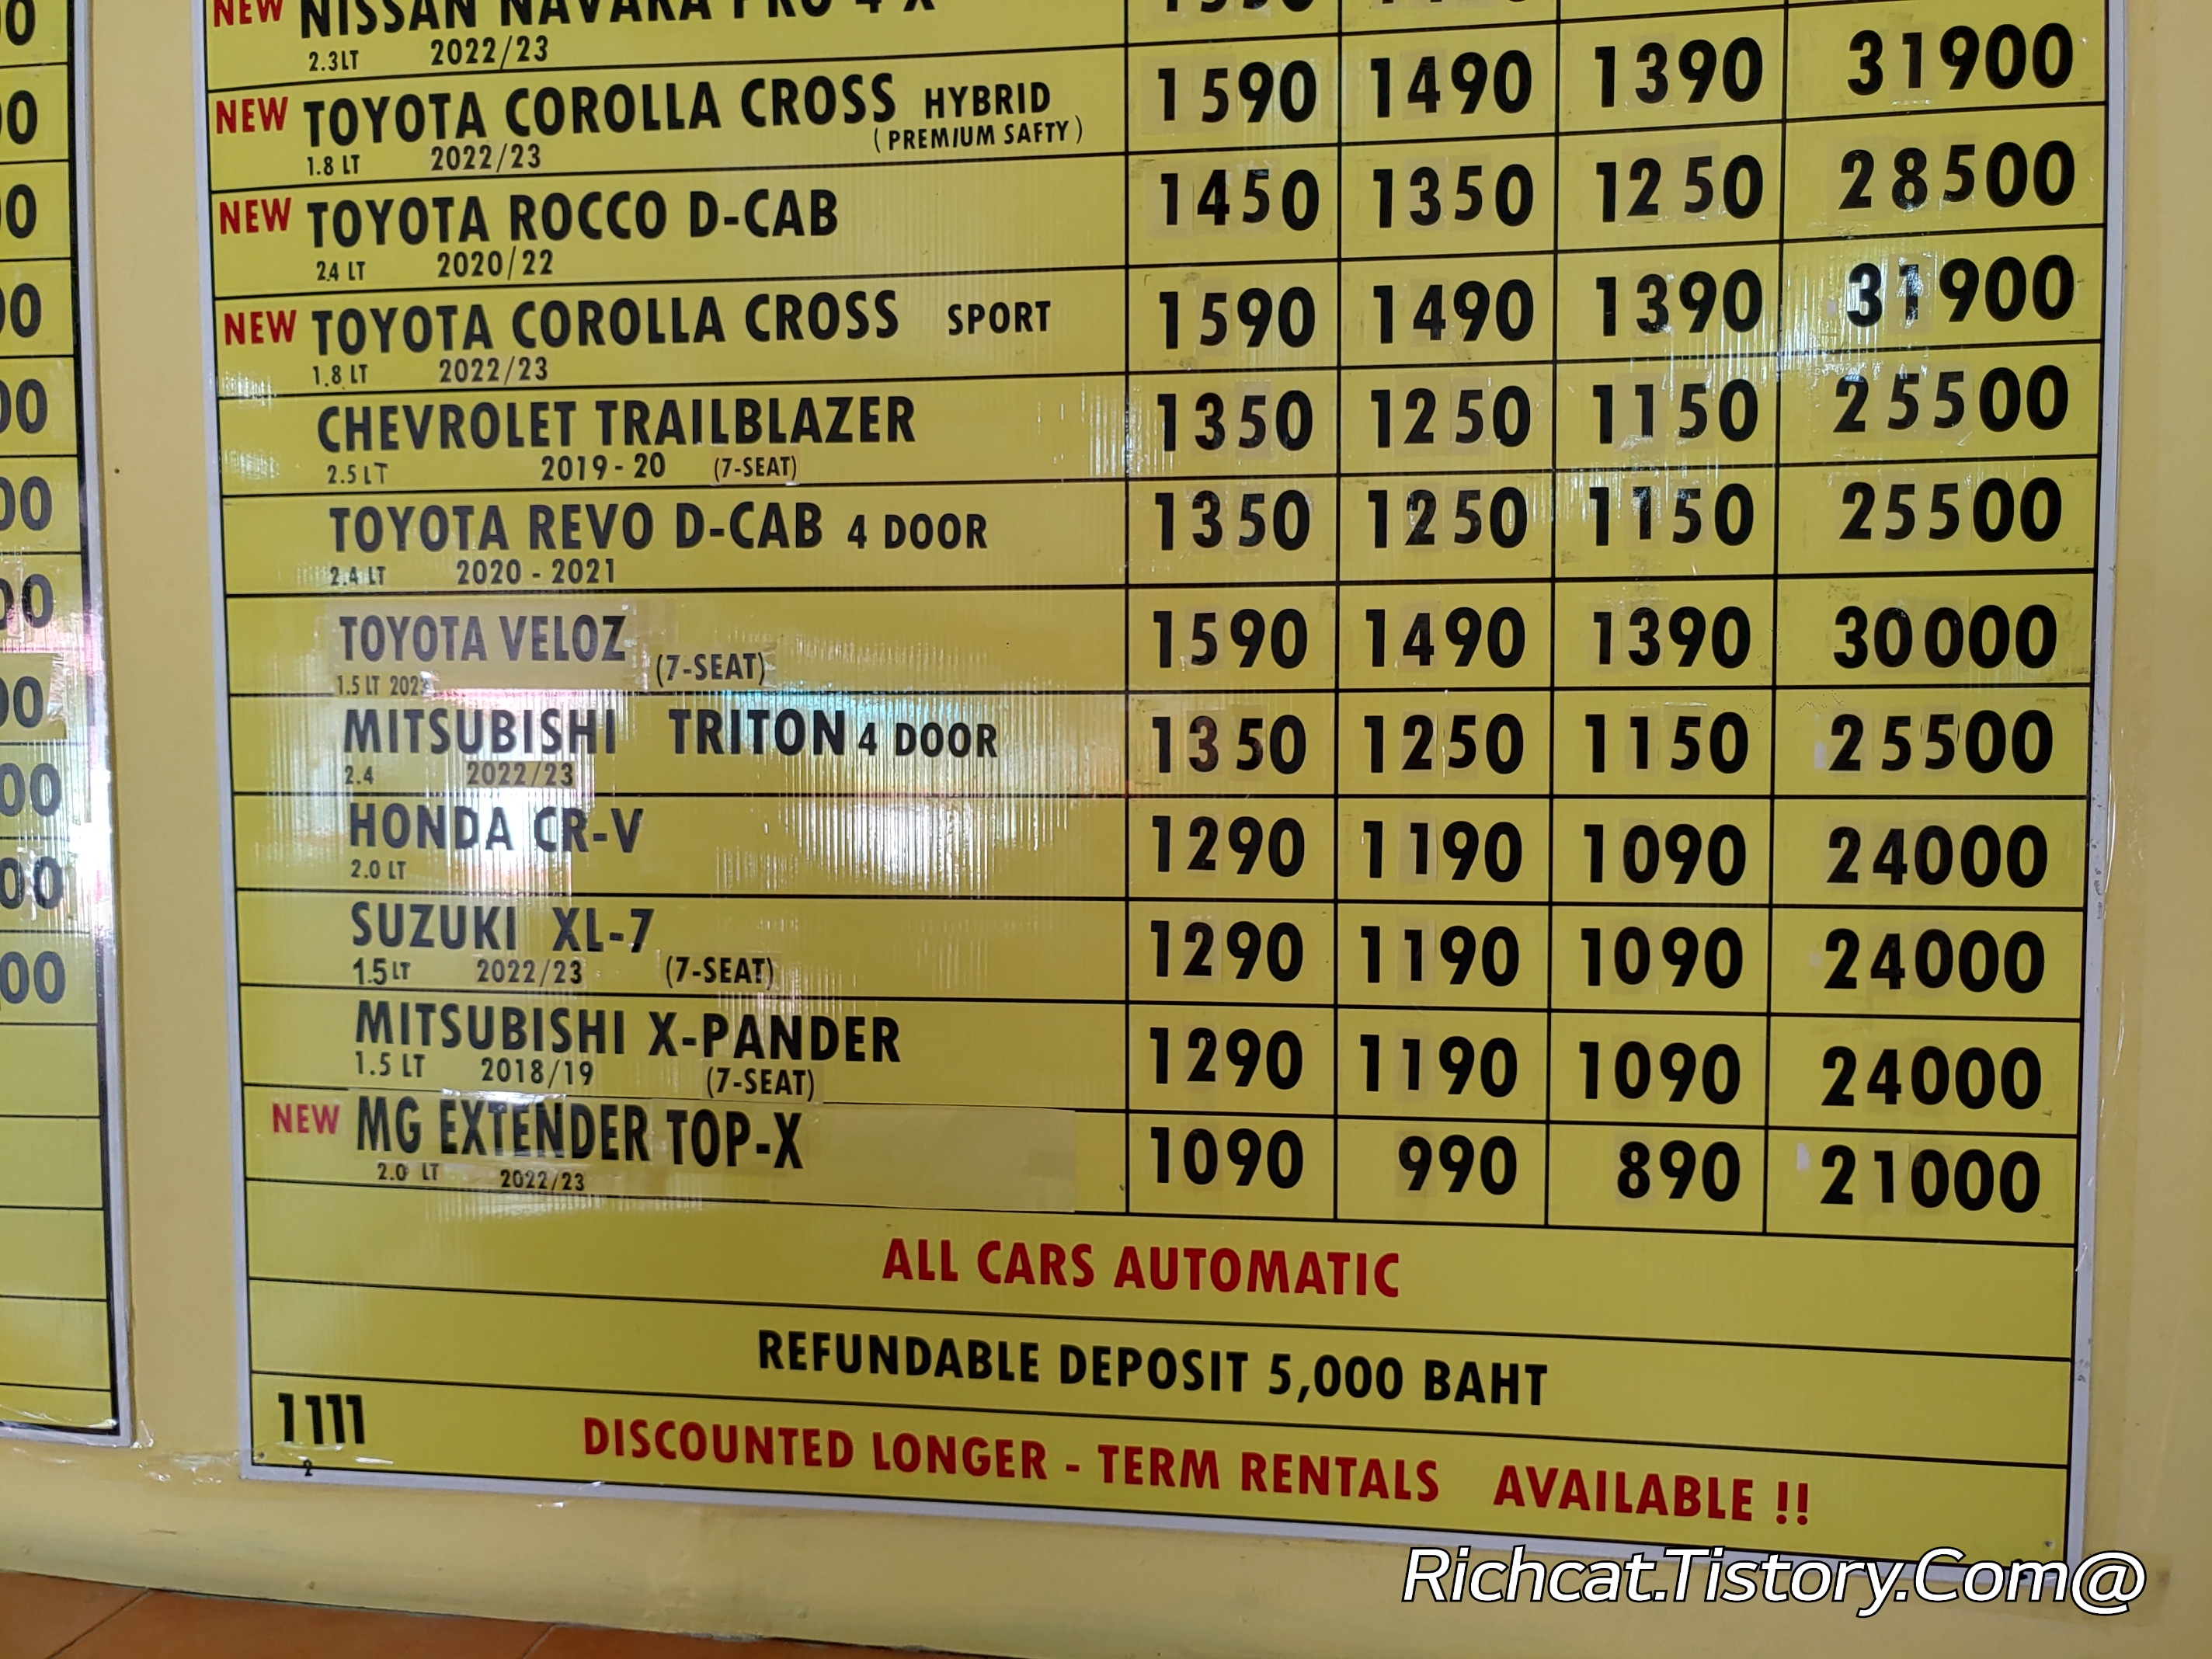 NEW NISSAN NAVARA PRO 4 X
2.3LT 2022/23
NEW TOYOTA COROLLA CROSS HYBRID 1590 1490 1390 31900
(PREMIUM SAFTY)
1.8 LT 2022/23
NEW TOYOTA ROCCO D-CAB 1450 1350 1250 28500
2.4 LT 2020/22
NEW TOYOTA COROLLA CROSS SPORT 1590 1490 1390 31900
1.8 LT 2022/23
CHEVROLET TRAILBLAZER 1350 1250 1150 25500
2.5 LT 2019-20 (7-SEAT)
TOYOTA REVO D-CAB 4 DOOR 1350 1250 1150 25500
2.4 LT 2020-2021
TOYOTA VELOZ (7-SEAT) 1590 1490 1390 30000
1.5 LT
MITSUBISHI TRITON 4 DOOR 1350 1250 1150 25500
2.4 2022/23
HONDA CR-V 1290 1190 1090 24000
2.0 LT
SUZUKI XL-7 1290 1190 1090 24000
1.5LT 2022/23 (7-SEAT)
MITSUBISHI X-PANDER 1290 1190 1090 24000
1.5 LT 2018/19 (7-SEAT)
NEW MG EXTENDER TOP-X 1090 990 890 21000
2.0 LT 2022/23
ALL CARS AUTOMATIC
REFUNDABLE DEPOSIT 5,000 BAHT
1111
2
DISCOUNTED LONGER - TERM RENTALS AVAILABLE !!
Richcat.Tistory.Com@